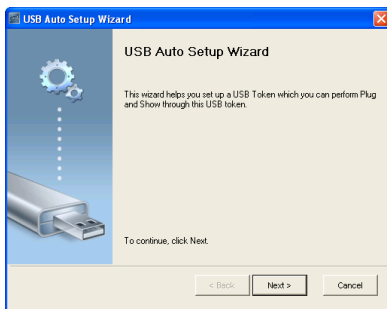 USB Auto Setup Wizard
USB Auto Setup Wizard
This wizard helps you set up a USB Token which you can perform Plug
and Show through this USB token.
To continue, click Next.
< Back
Next >
Cancel